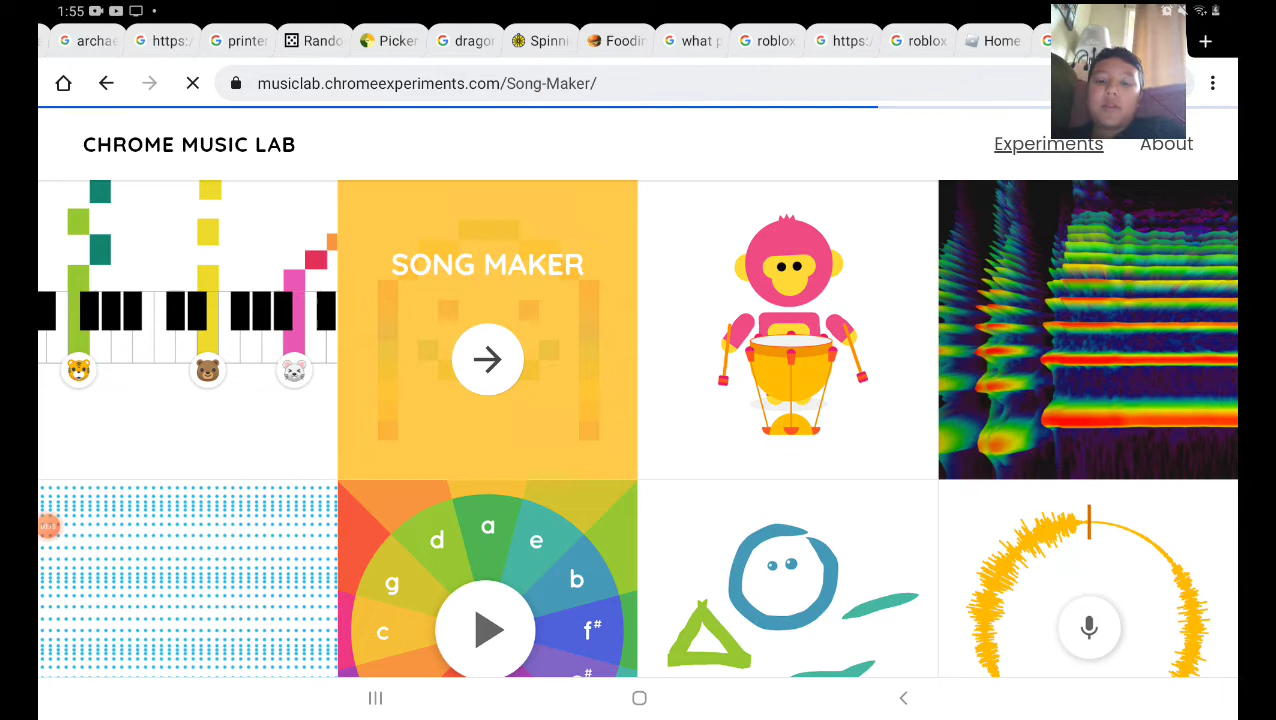 1:55
archae https: printer Rando Picker dragor Spinni Foodin what p roblox https: roblox Home
musiclab.chromeexperiments.com/Song-Maker/
CHROME MUSIC LAB Experiments About
SONG MAKER
d a e
g b
c f#